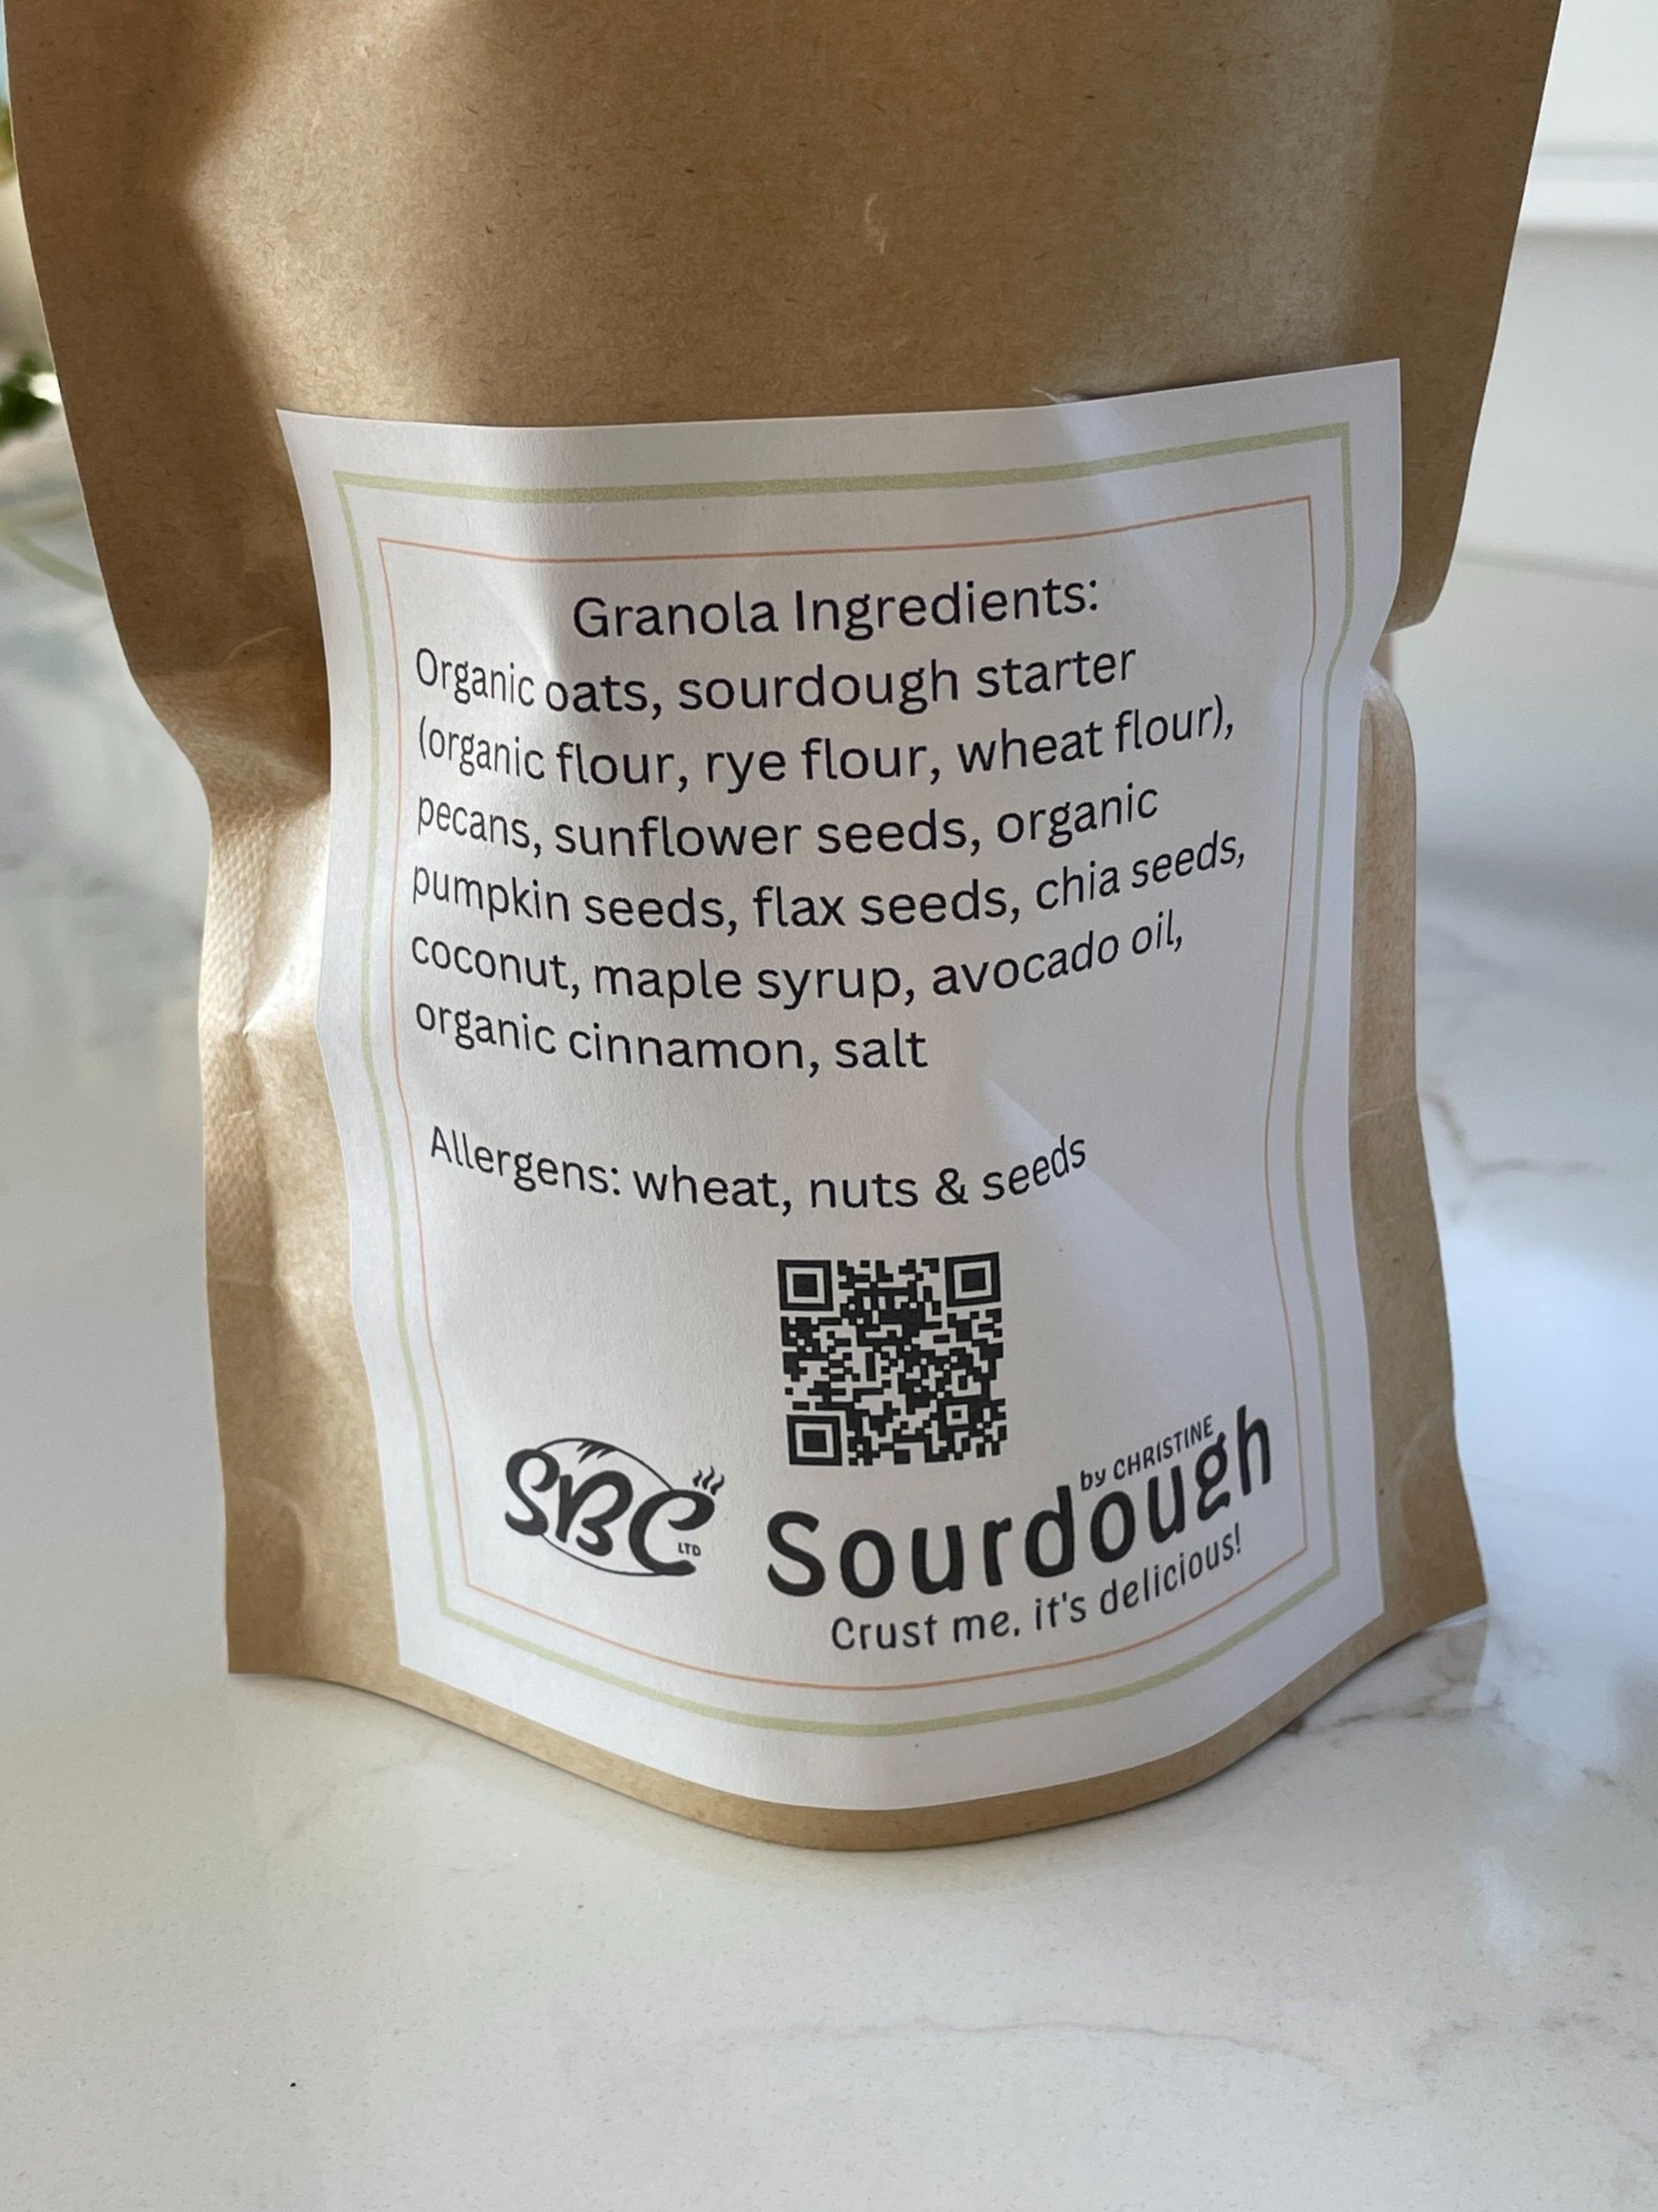 Granola Ingredients:
Organic oats, sourdough starter
(organic flour, rye flour, wheat flour),
pecans, sunflower seeds, organic
pumpkin seeds, flax seeds, chia seeds,
coconut, maple syrup, avocado oil,
organic cinnamon, salt
Allergens: wheat, nuts & seeds
SBC
LTD
by CHRISTINE
Sourdough
Crust me, it's delicious!